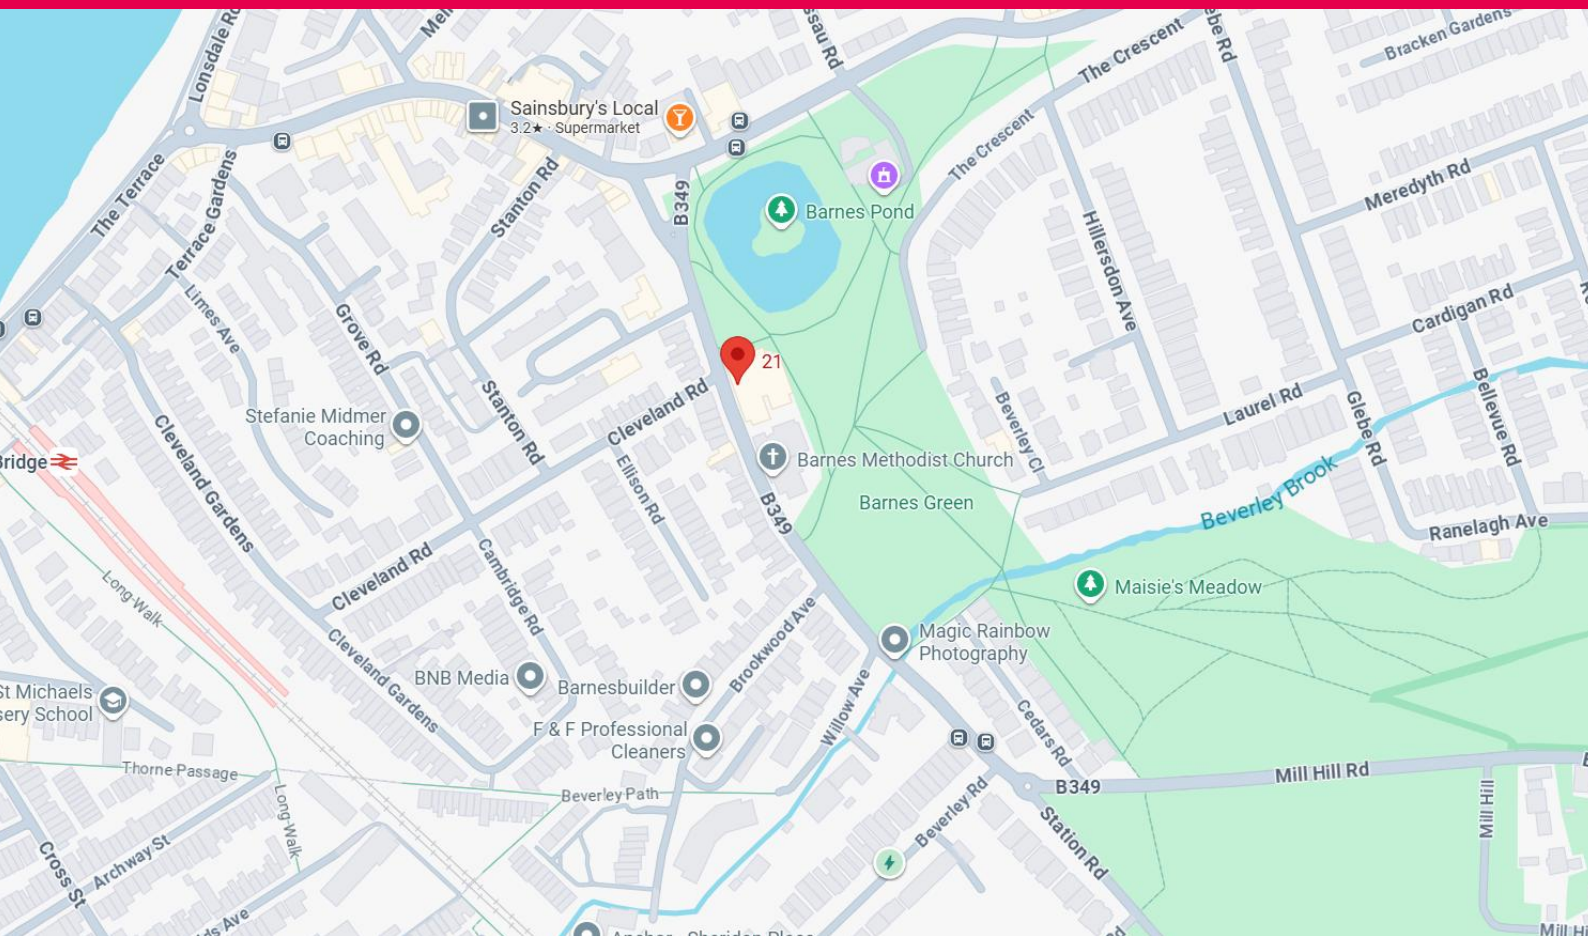 Lonsdale Rd
ssau Rd
The Crescent
Bracken Gardens
Sainsbury's Local
3.2★ · Supermarket
The Terrace
Terrace Gardens
Stanton Rd
B349
Barnes Pond
The Crescent
Meredyth Rd
Hillersdon Ave
Limes Ave
Grove Rd
Cardigan Rd
21
Stefanie Midmer
Coaching
Stanton Rd
Cleveland Rd
Laurel Rd
Beverley Cl
Glebe Rd
Bellevue Rd
Bridge
Cleveland Gardens
Ellison Rd
Barnes Methodist Church
Barnes Green
B349
Beverley Brook
Ranelagh Ave
Long Walk
Cleveland Rd
Cambridge Rd
Maisie's Meadow
Magic Rainbow
Photography
Brookwood Ave
Cleveland Gardens
BNB Media
Barnesbuilder
St Michaels
sery School
F & F Professional
Cleaners
Willow Ave
Cedars Rd
Thorne Passage
Long Walk
Beverley Path
B349
Mill Hill Rd
Mill Hill
Beverley Rd
Station Rd
Cross St
Archway St
ds Ave